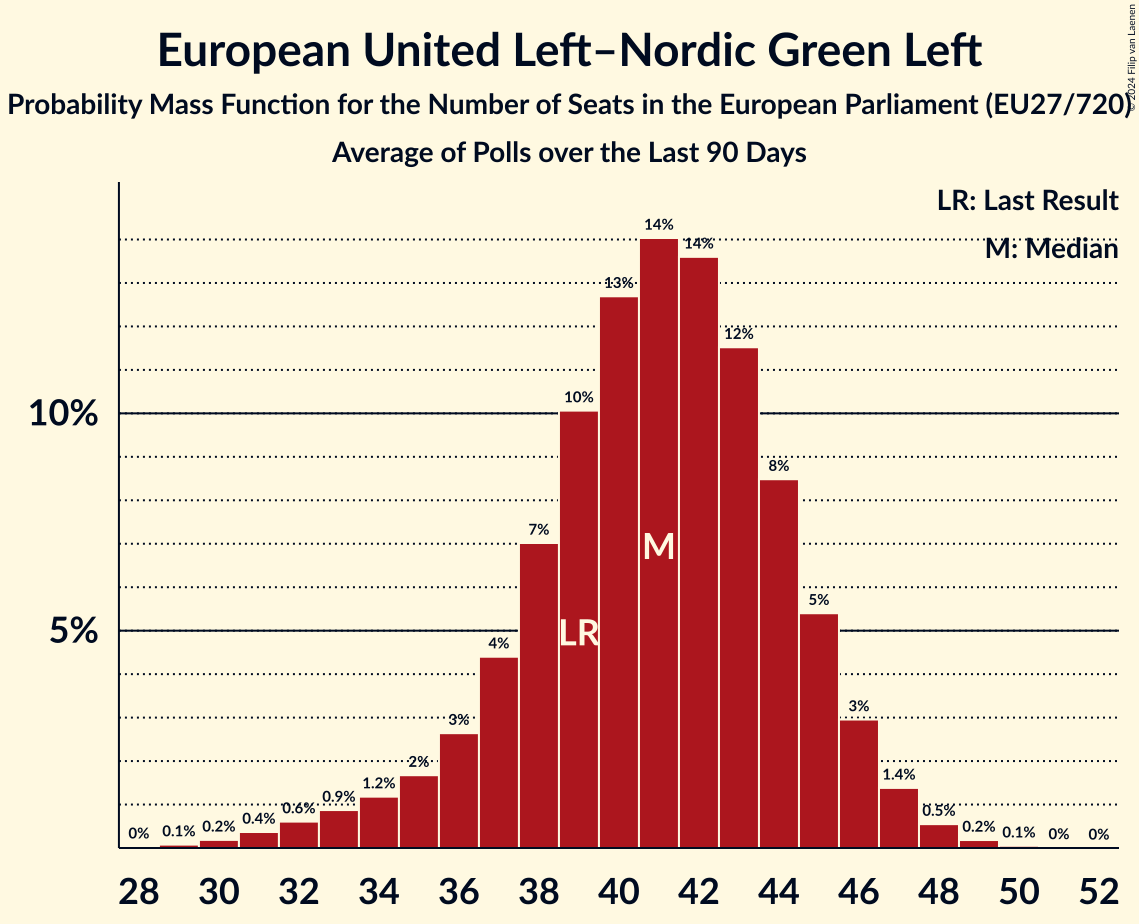 European United Left–Nordic Green Left
Probability Mass Function for the Number of Seats in the European Parliament (EU27/720)
Average of Polls over the Last 90 Days
© 2024 Filip van Laenen
LR: Last Result
M: Median
10%
5%
0% 0.1% 0.2% 0.4% 0.6% 0.9% 1.2% 2% 3% 4% 7% 10% 13% 14% 14% 12% 8% 5% 3% 1.4% 0.5% 0.2% 0.1% 0% 0%
M
LR
28 30 32 34 36 38 40 42 44 46 48 50 52